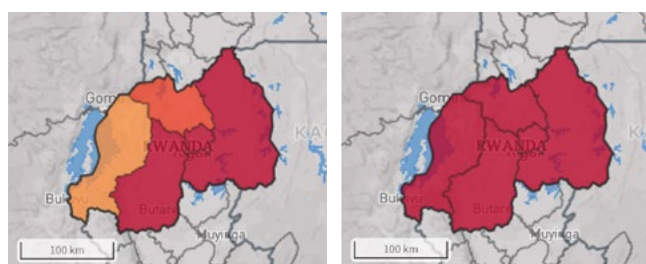 Goma
KA
RWANDA
Bukavu
Butare
Muyinga
100 km
Goma
RWANDA
Bukavu
Butare
Muyinga
100 km